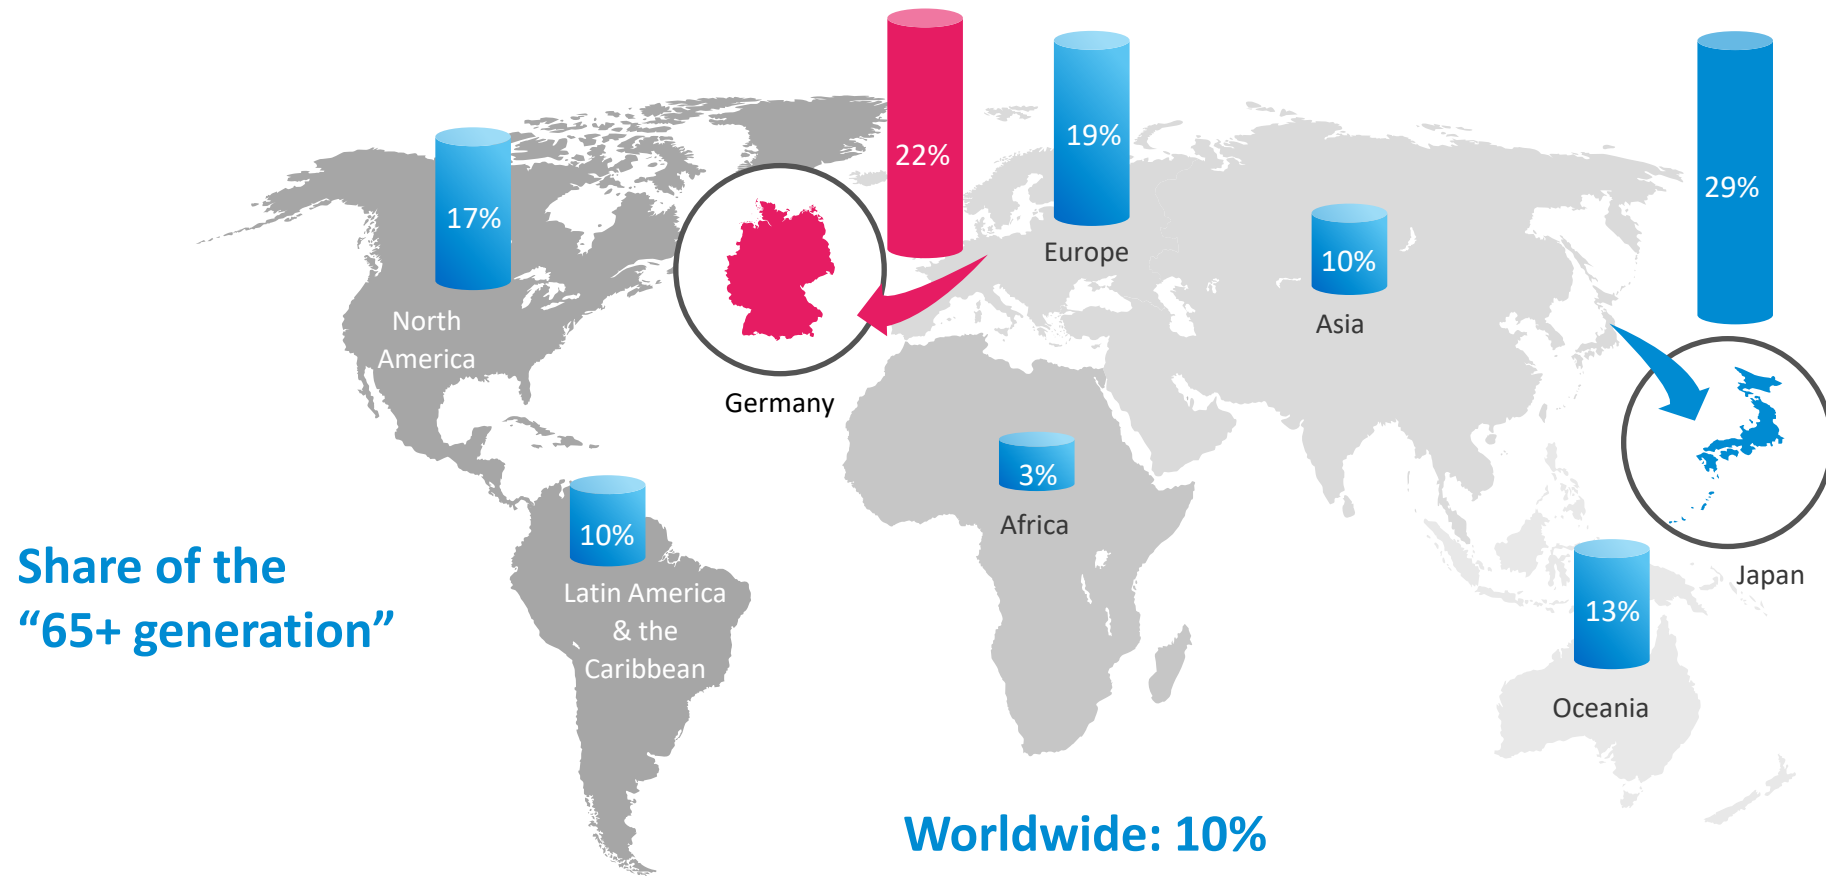 22%
19%
29%
17%
Europe
10%
Asia
North
America
Germany
3%
Africa
10%
Share of the
“65+ generation”
Latin America
& the
Caribbean
Japan
13%
Oceania
Worldwide: 10%